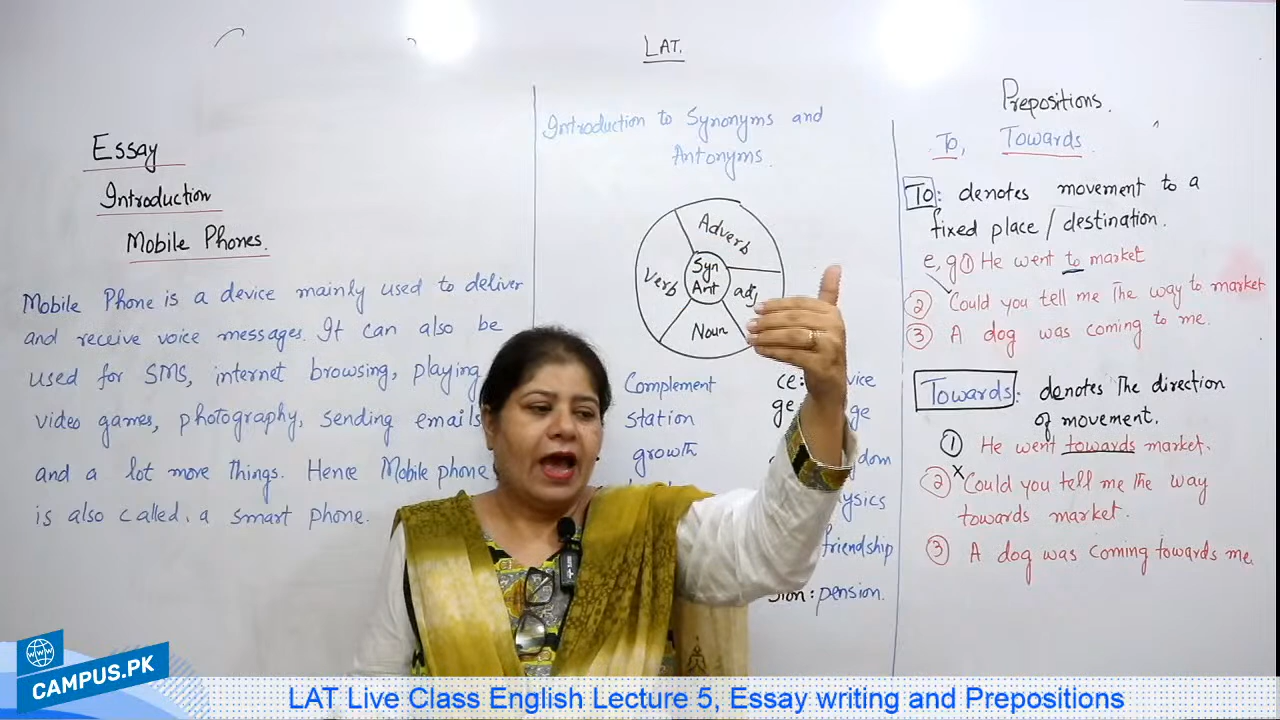 LAT.
Essay
Introduction
Mobile Phones.
Mobile Phone is a device mainly used to deliver
and receive voice messages. It can also be
used for SMS, internet browsing, playing
video games, photography, sending emails
and a lot more things. Hence Mobile phone
is also called. a smart phone.
Introduction to Synonyms and
Antonyms.
Adverb
Syn
Ant
Verb
adj
Noun
Complement
Station
growth
ce:
ge
friendship
sion: pension.
Prepositions.
To, Towards.
To: denotes movement to a
fixed place / destination.
e,g ① He went to market
② Could you tell me The way to market
③ A dog was coming to me.
Towards: denotes The direction
of movement.
① He went towards market.
② x Could you tell me The way
towards market.
③ A dog was coming towards me.
WWW
CAMPUS.PK
LAT Live Class English Lecture 5, Essay writing and Prepositions